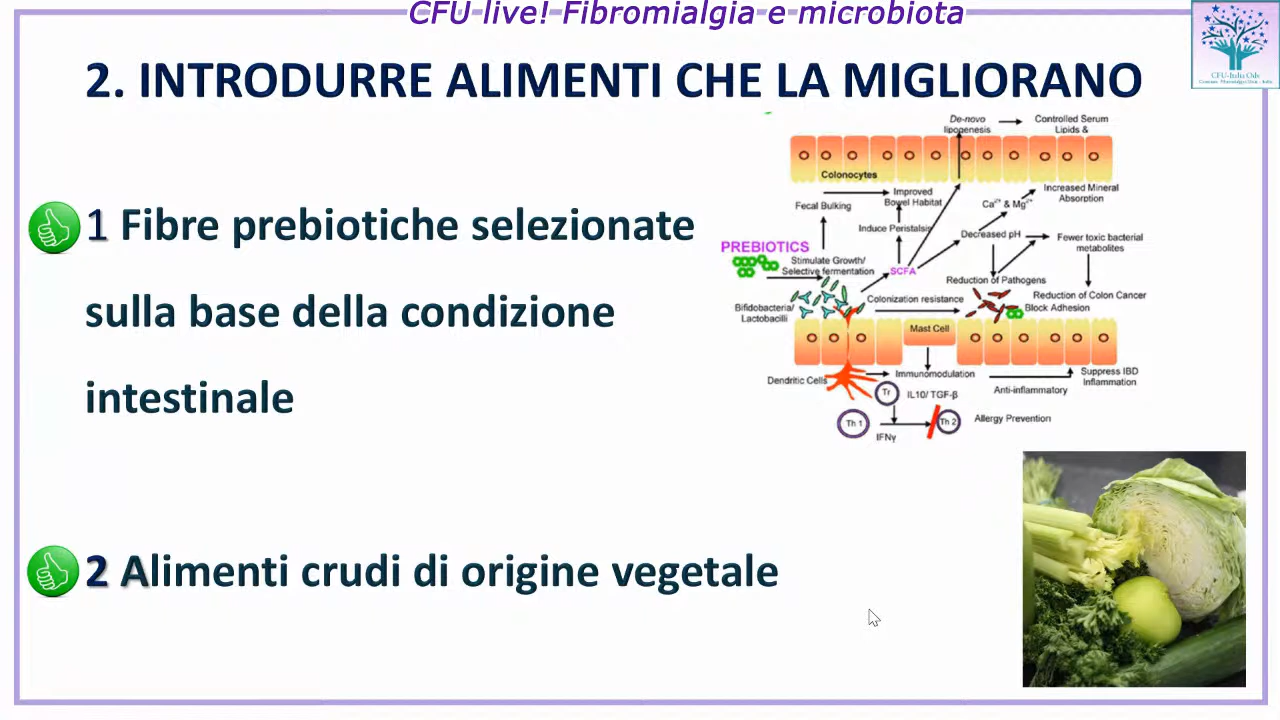 CFU live! Fibromialgia e microbiota
CFU-Italia Odv
2. INTRODURRE ALIMENTI CHE LA MIGLIORANO
1 Fibre prebiotiche selezionate
sulla base della condizione
intestinale
2 Alimenti crudi di origine vegetale
De-novo
lipogenesis
Controlled Serum
Lipids &
Colonocytes
Fecal Bulking
Improved
Bowel Habitat
Ca2+ & Mg2+
Increased Mineral
Absorption
Induce Peristalsis
Decreased pH
Fewer toxic bacterial
metabolites
PREBIOTICS
Stimulate Growth/
Selective fermentation
SCFA
Reduction of Pathogens
Bifidobacteria/
Lactobacilli
Colonization resistance
Reduction of Colon Cancer
Block Adhesion
Mast Cell
Dendritic Cells
Immunomodulation
Suppress IBD
Inflammation
Anti-inflammatory
Tr
IL10/ TGF-β
Th 1
IFNγ
Th 2
Allergy Prevention